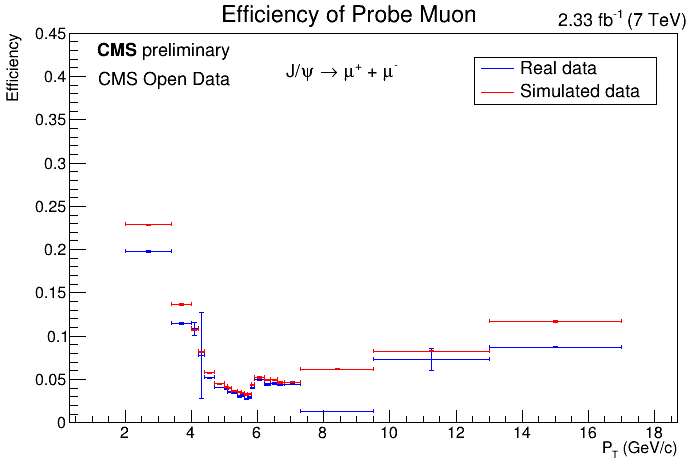 Efficiency of Probe Muon
2.33 fb⁻¹ (7 TeV)
Efficiency
0.45
0.4
0.35
0.3
0.25
0.2
0.15
0.1
0.05
0
CMS preliminary
CMS Open Data
J/ψ → μ⁺ + μ⁻
Real data
Simulated data
2 4 6 8 10 12 14 16 18
P_T (GeV/c)